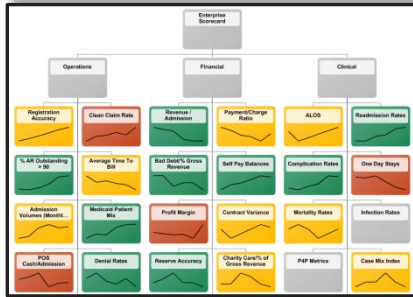 Enterprise
Scorecard
Operations
Financial
Clinical
Registration
Accuracy
Clean Claim Rate
Revenue /
Admission
Payment/Charge
Ratio
ALOS
Readmission Rates
% AR Outstanding
> 90
Average Time To
Bill
Bad Debt/% Gross
Revenue
Self Pay Balances
Complication Rates
One Day Stays
Admission
Volumes (Monthl...
Medicaid Patient
Mix
Profit Margin
Contract Variance
Mortality Rates
Infection Rates
POS
Cash/Admission
Denial Rates
Reserve Accuracy
Charity Care/% of
Gross Revenue
P4P Metrics
Case Mix Index